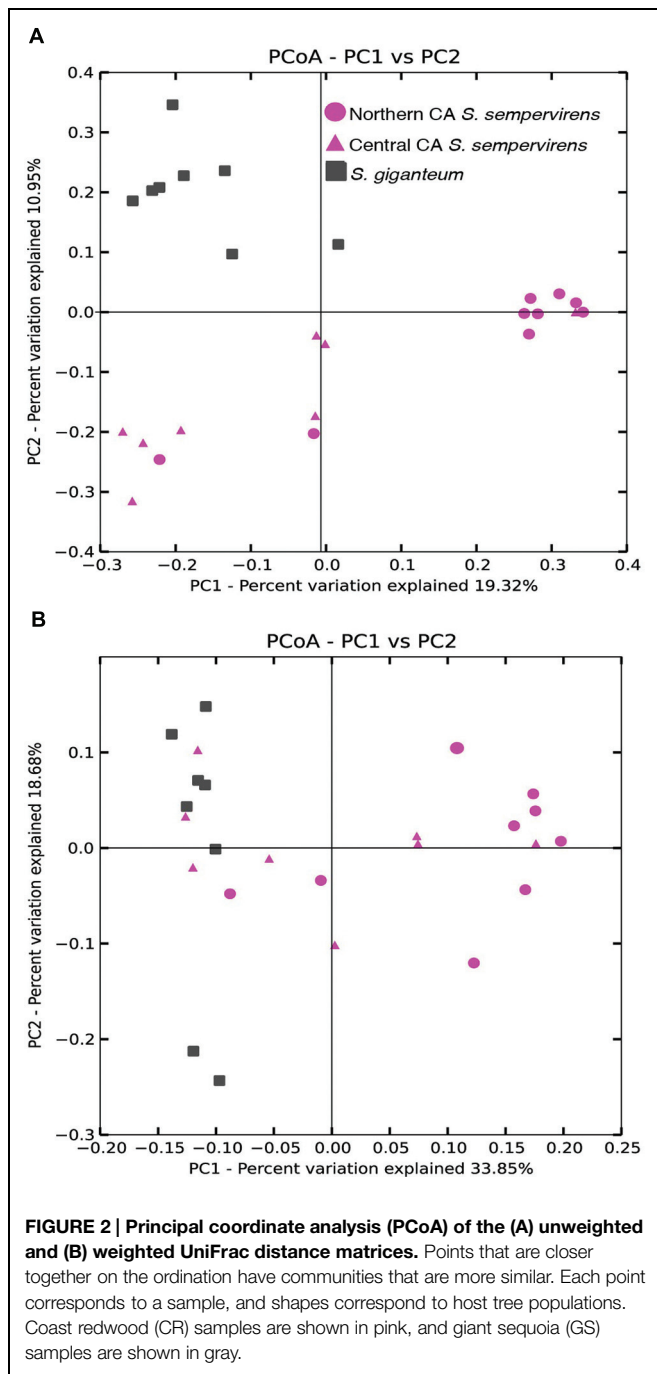 A
PCoA - PC1 vs PC2
Northern CA S. sempervirens
Central CA S. sempervirens
S. giganteum
PC2 - Percent variation explained 10.95%
0.4
0.3
0.2
0.1
0.0
−0.1
−0.2
−0.3
−0.4
−0.3 −0.2 −0.1 0.0 0.1 0.2 0.3 0.4
PC1 - Percent variation explained 19.32%
B
PCoA - PC1 vs PC2
PC2 - Percent variation explained 18.68%
0.1
0.0
−0.1
−0.2
−0.3
−0.20 −0.15 −0.10 −0.05 0.00 0.05 0.10 0.15 0.20 0.25
PC1 - Percent variation explained 33.85%
FIGURE 2 | Principal coordinate analysis (PCoA) of the (A) unweighted
and (B) weighted UniFrac distance matrices. Points that are closer
together on the ordination have communities that are more similar. Each point
corresponds to a sample, and shapes correspond to host tree populations.
Coast redwood (CR) samples are shown in pink, and giant sequoia (GS)
samples are shown in gray.